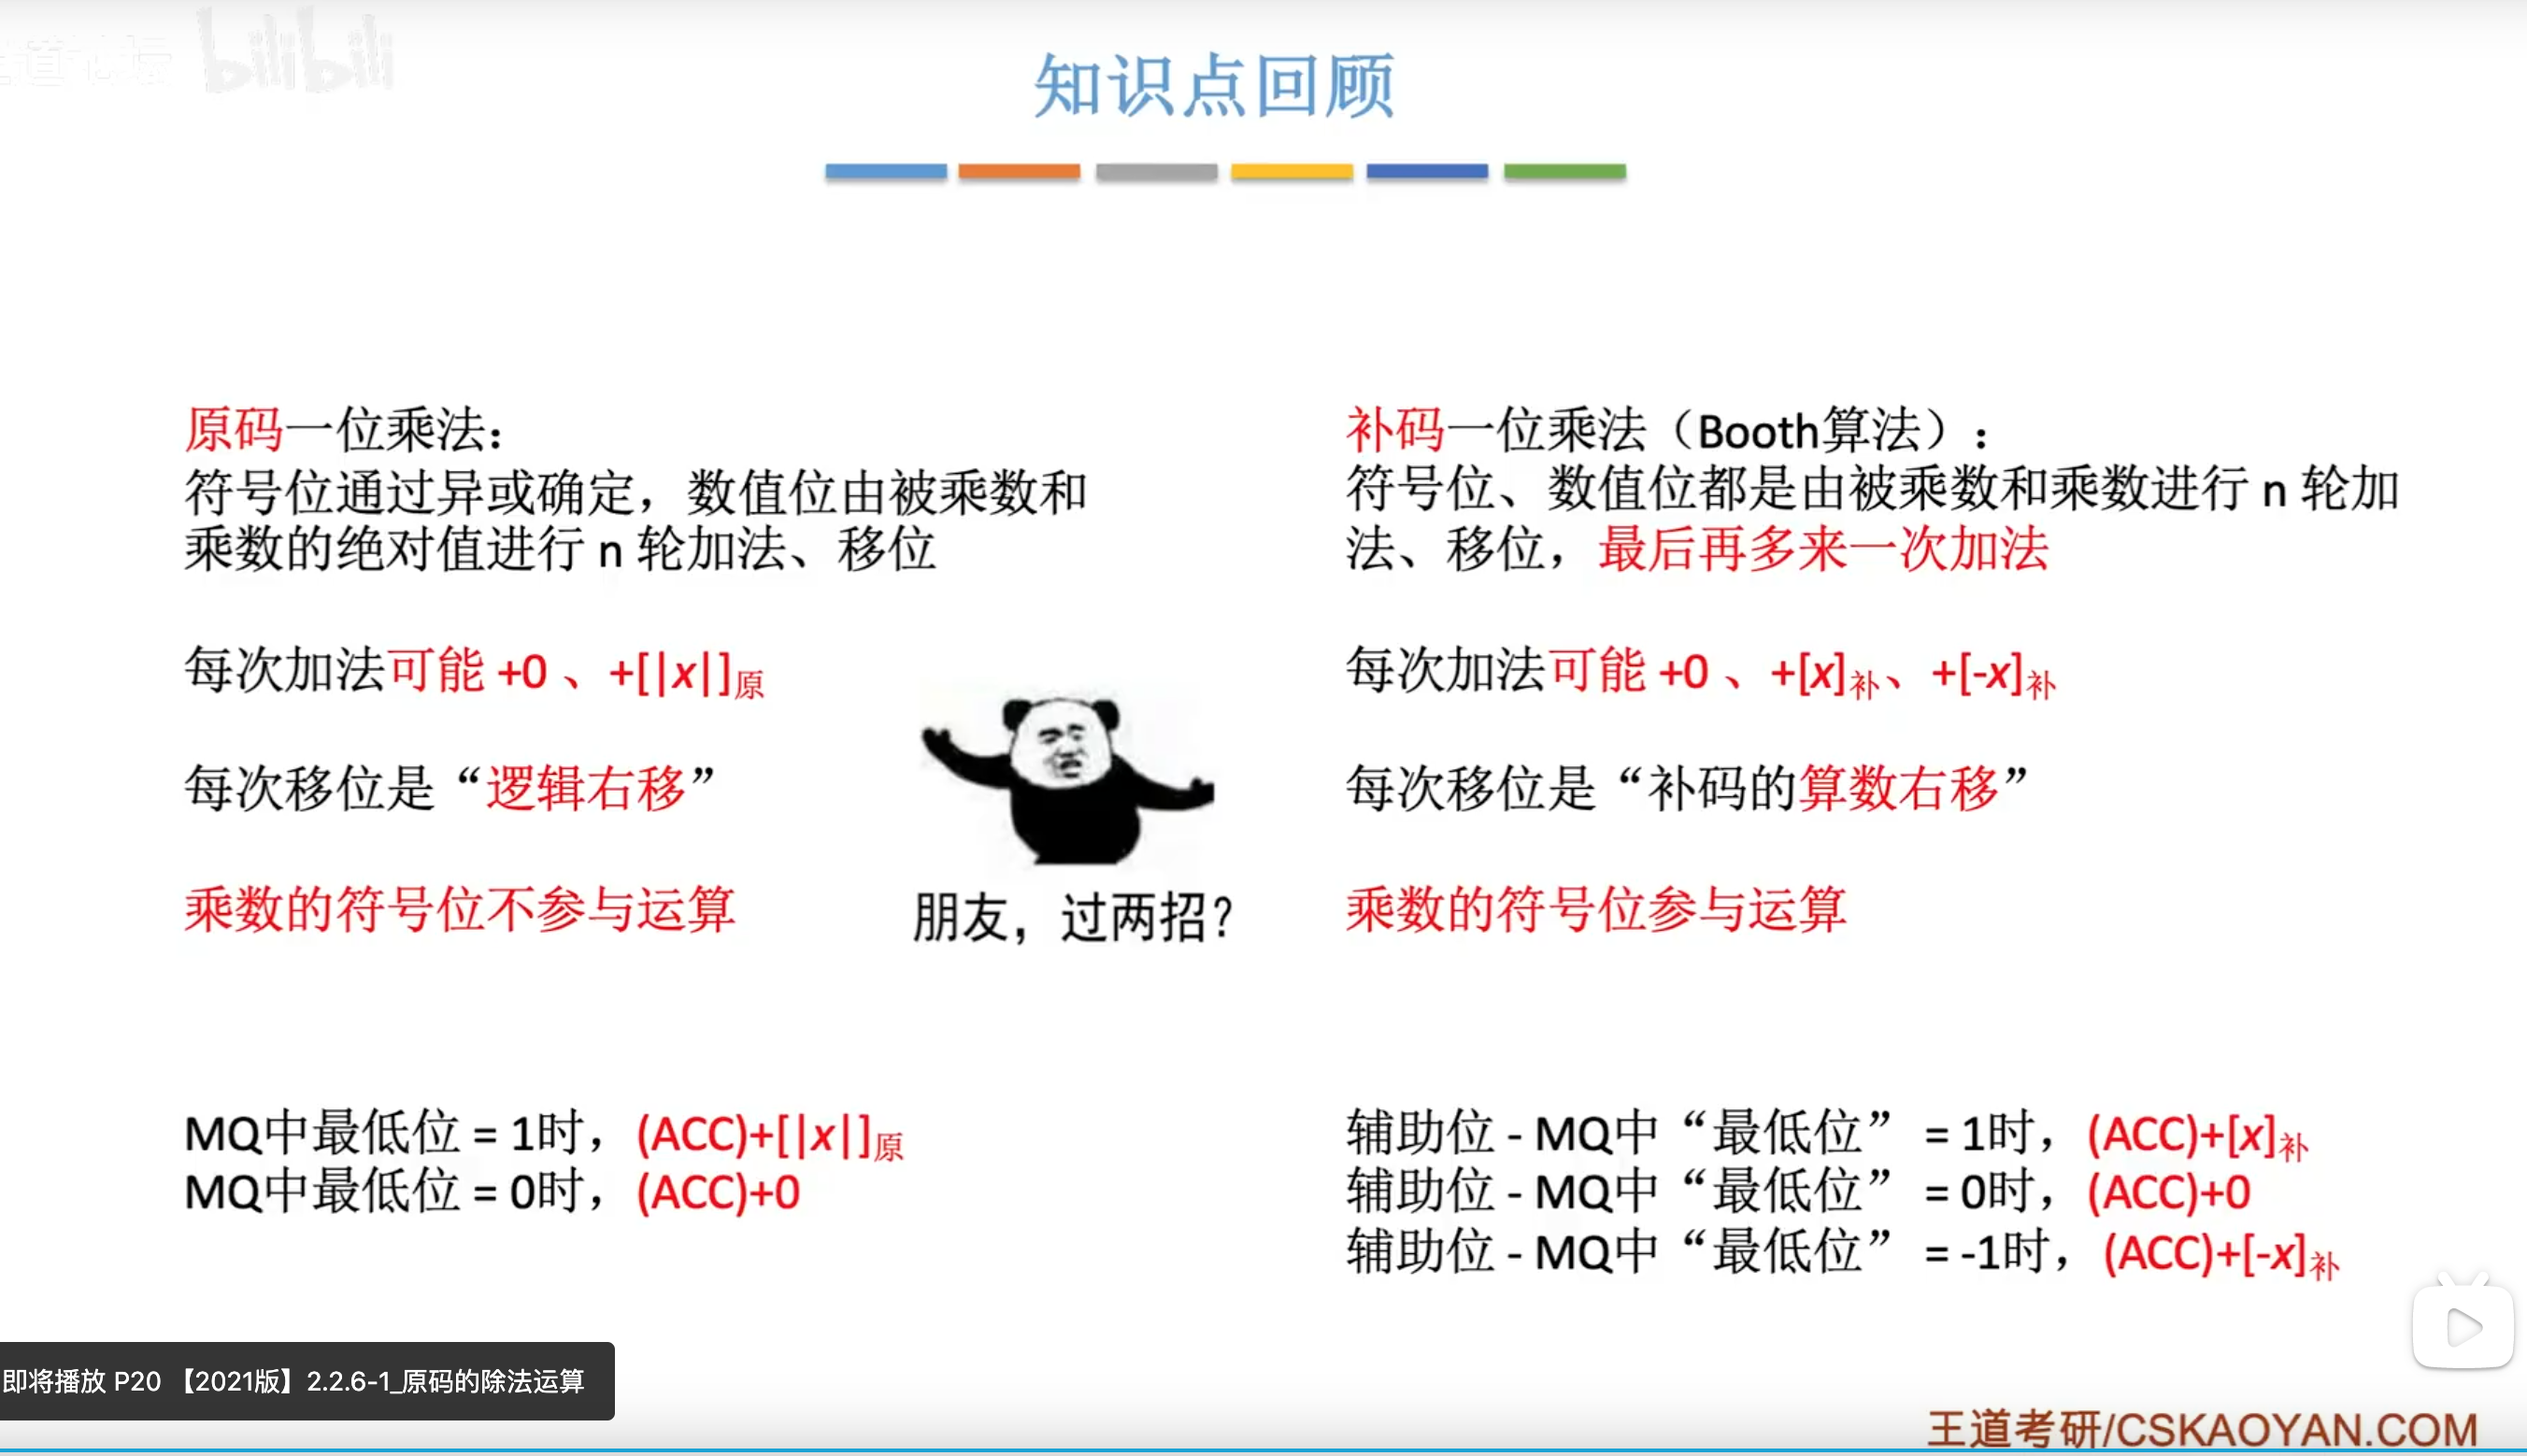 bilibili
知识点回顾
原码一位乘法：
符号位通过异或确定，数值位由被乘数和
乘数的绝对值进行 n 轮加法、移位
每次加法可能 +0 、+[|x|]原
每次移位是“逻辑右移”
乘数的符号位不参与运算
MQ中最低位 = 1时，(ACC)+[|x|]原
MQ中最低位 = 0时，(ACC)+0
朋友，过两招?
补码一位乘法（Booth算法）：
符号位、数值位都是由被乘数和乘数进行 n 轮加
法、移位，最后再多来一次加法
每次加法可能 +0 、+[x]补、+[-x]补
每次移位是“补码的算数右移”
乘数的符号位参与运算
辅助位 - MQ中“最低位” = 1时，(ACC)+[x]补
辅助位 - MQ中“最低位” = 0时，(ACC)+0
辅助位 - MQ中“最低位” = -1时，(ACC)+[-x]补
即将播放 P20 【2021版】2.2.6-1_原码的除法运算
王道考研/CSKAOYAN.COM